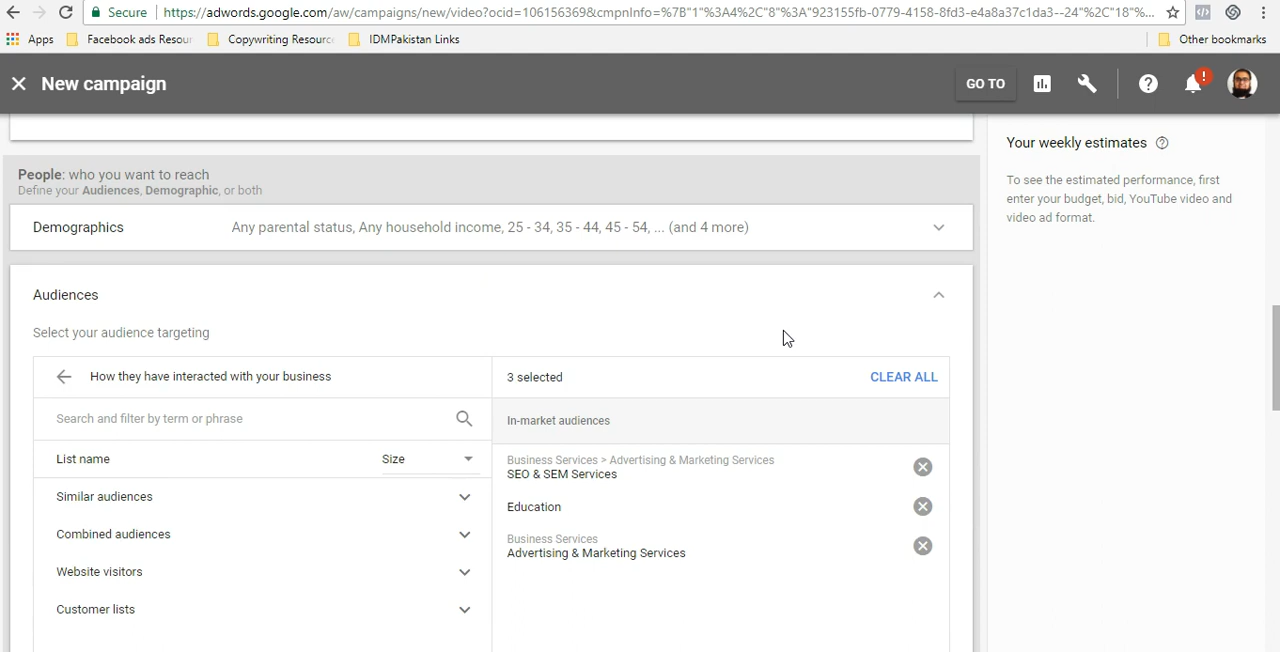 Secure https://adwords.google.com/aw/campaigns/new/video?ocid=106156369&cmpnInfo=%7B"1"%3A4%2C"8"%3A"923155fb-0779-4158-8fd3-e4a8a37c1da3--24"%2C"18"%...
Apps Facebook ads Resour Copywriting Resourc IDMPakistan Links Other bookmarks
New campaign GO TO
People: who you want to reach
Define your Audiences, Demographic, or both
Demographics Any parental status, Any household income, 25 - 34, 35 - 44, 45 - 54, ... (and 4 more)
Audiences
Select your audience targeting
How they have interacted with your business
Search and filter by term or phrase
List name Size
Similar audiences
Combined audiences
Website visitors
Customer lists
3 selected CLEAR ALL
In-market audiences
Business Services > Advertising & Marketing Services
SEO & SEM Services
Education
Business Services
Advertising & Marketing Services
Your weekly estimates
To see the estimated performance, first
enter your budget, bid, YouTube video and
video ad format.